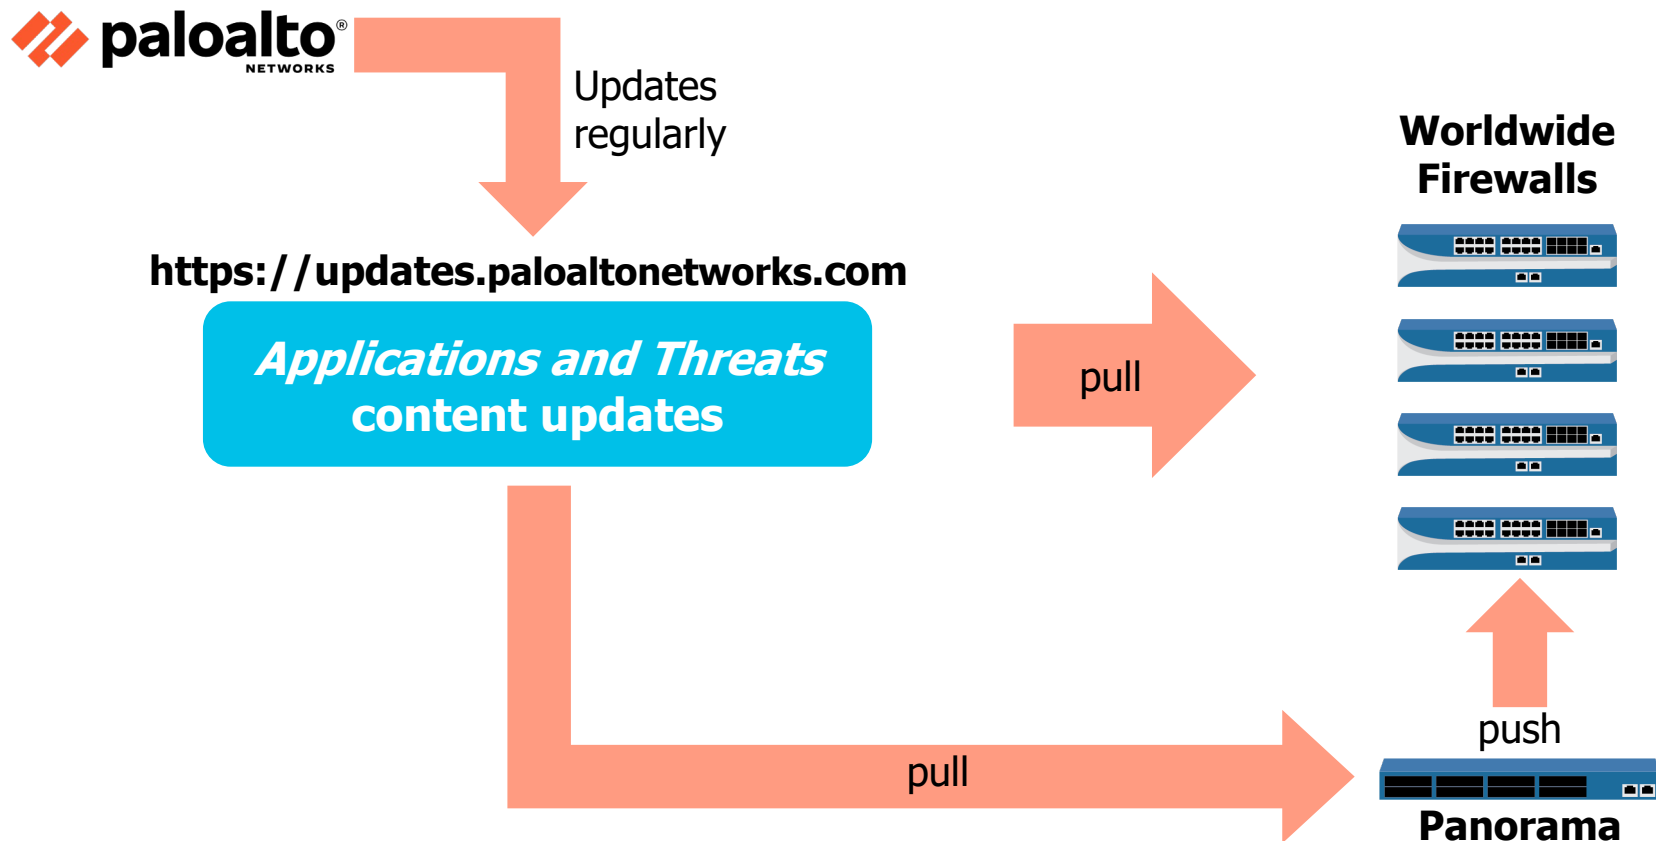 paloalto®
NETWORKS
Updates
regularly
Worldwide
Firewalls
https://updates.paloaltonetworks.com
Applications and Threats
content updates
pull
push
pull
Panorama